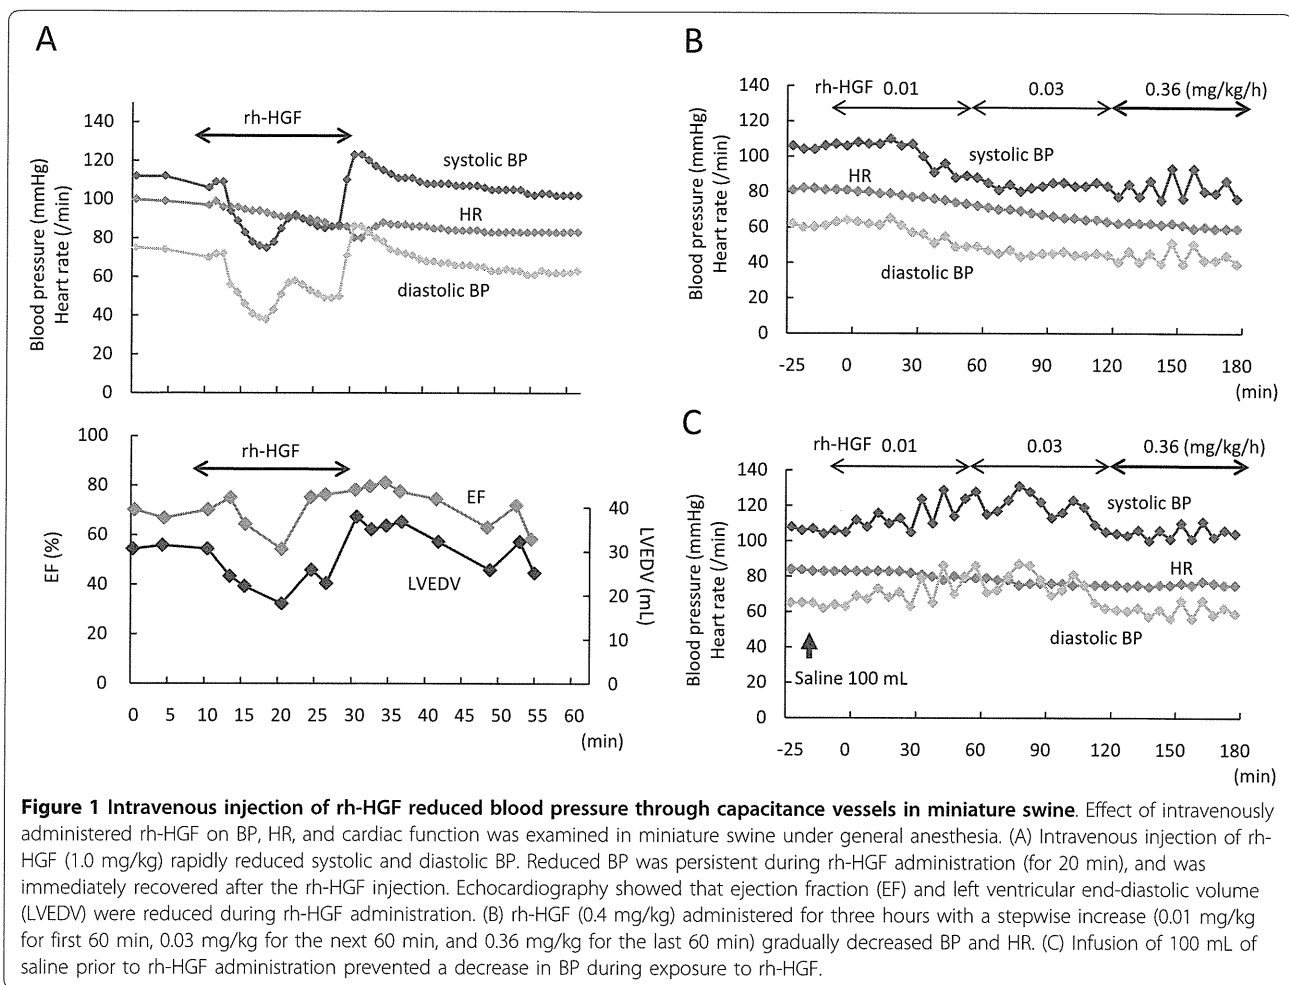 A
rh-HGF
140
120
100
80
60
40
20
0
Blood pressure (mmHg)
Heart rate (/min)
systolic BP
HR
diastolic BP
100
80
60
40
20
0
EF (%)
rh-HGF
EF
LVEDV
40
30
20
10
0
LVEDV (mL)
0 5 10 15 20 25 30 35 40 45 50 55 60
(min)
B
rh-HGF 0.01 0.03 0.36 (mg/kg/h)
140
120
100
80
60
40
20
0
Blood pressure (mmHg)
Heart rate (/min)
systolic BP
HR
diastolic BP
-25 0 30 60 90 120 150 180
(min)
C
rh-HGF 0.01 0.03 0.36 (mg/kg/h)
140
120
100
80
60
40
20
0
Blood pressure (mmHg)
Heart rate (/min)
systolic BP
HR
diastolic BP
Saline 100 mL
-25 0 30 60 90 120 150 180
(min)
Figure 1 Intravenous injection of rh-HGF reduced blood pressure through capacitance vessels in miniature swine. Effect of intravenously
administered rh-HGF on BP, HR, and cardiac function was examined in miniature swine under general anesthesia. (A) Intravenous injection of rh-
HGF (1.0 mg/kg) rapidly reduced systolic and diastolic BP. Reduced BP was persistent during rh-HGF administration (for 20 min), and was
immediately recovered after the rh-HGF injection. Echocardiography showed that ejection fraction (EF) and left ventricular end-diastolic volume
(LVEDV) were reduced during rh-HGF administration. (B) rh-HGF (0.4 mg/kg) administered for three hours with a stepwise increase (0.01 mg/kg
for first 60 min, 0.03 mg/kg for the next 60 min, and 0.36 mg/kg for the last 60 min) gradually decreased BP and HR. (C) Infusion of 100 mL of
saline prior to rh-HGF administration prevented a decrease in BP during exposure to rh-HGF.